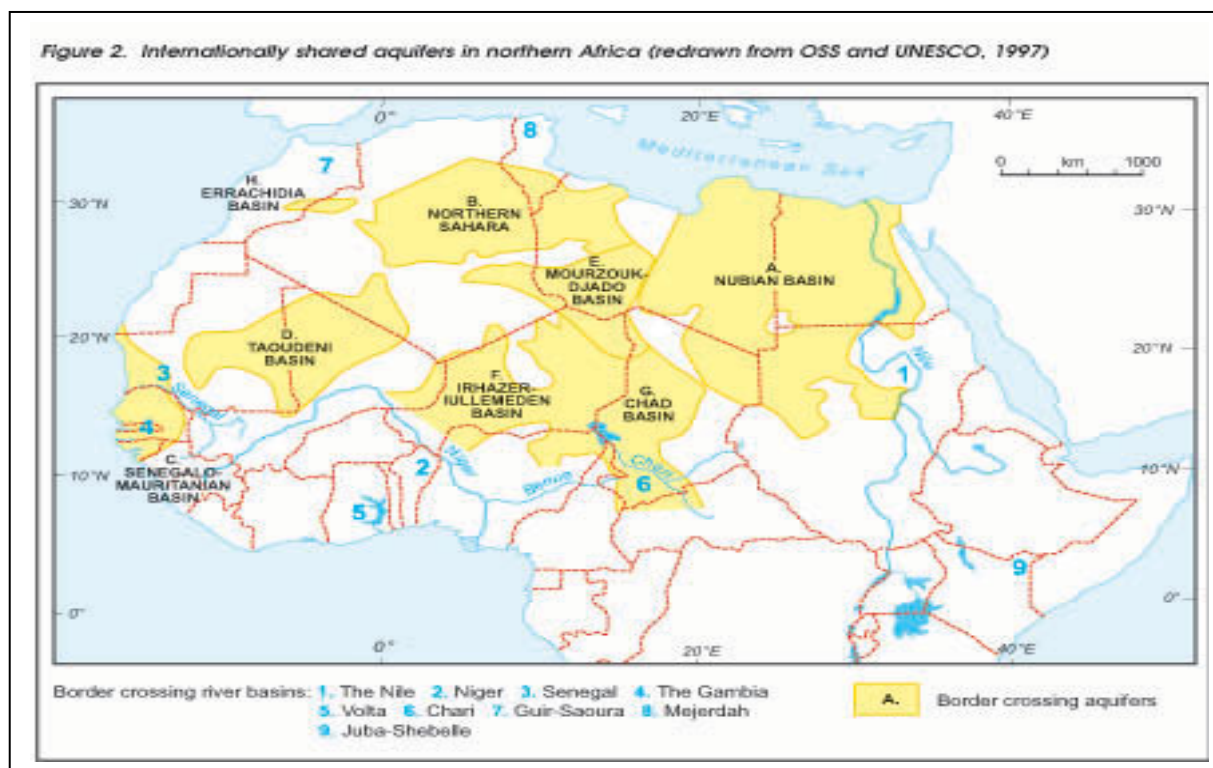 Figure 2. Internationally shared aquifers in northern Africa (redrawn from OSS and UNESCO, 1997)
0°
20°E
40°E
8
Mediterranean Sea
0 km 1000
7
H.
ERRACHIDIA
BASIN
30°N
B.
NORTHERN
SAHARA
30°N
E.
MOURZOUK-
DJADO
BASIN
A.
NUBIAN BASIN
20°N
D.
TAOUDENI
BASIN
20°N
Nile
3
Senegal
F.
IRHAZER-
IULLEMEDEN
BASIN
G.
CHAD
BASIN
1
4
C.
SENEGALO-
MAURITANIAN
BASIN
10°N
2
Niger
Benue
Chari
6
10°N
5
9
0°
0°
0°
20°E
40°E
Border crossing river basins: 1. The Nile 2. Niger 3. Senegal 4. The Gambia
5. Volta 6. Chari 7. Guir-Saoura 8. Mejerdah
9. Juba-Shebelle
A. Border crossing aquifers